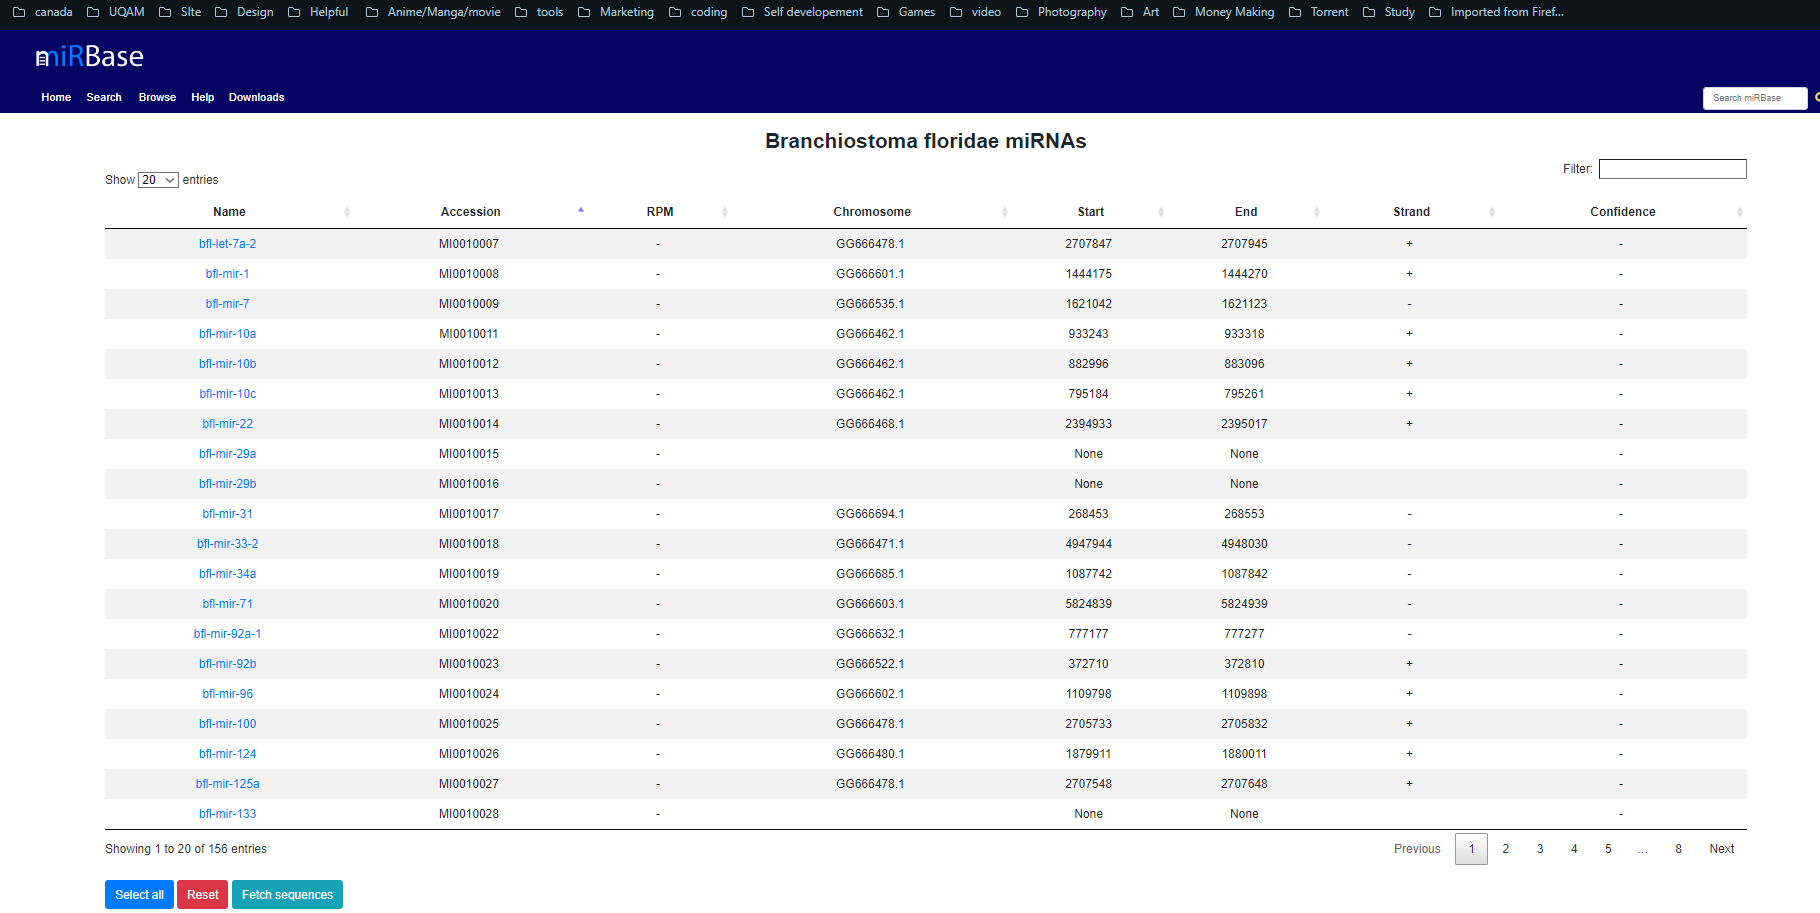 canada UQAM SIte Design Helpful Anime/Manga/movie tools Marketing coding Self developement Games video Photography Art Money Making Torrent Study Imported from Firef...
miRBase
Home Search Browse Help Downloads Search miRBase
Branchiostoma floridae miRNAs
Filter:
Show 20 entries
Name Accession RPM Chromosome Start End Strand Confidence
bfl-let-7a-2 MI0010007 - GG666478.1 2707847 2707945 + -
bfl-mir-1 MI0010008 - GG666601.1 1444175 1444270 + -
bfl-mir-7 MI0010009 - GG666535.1 1621042 1621123 - -
bfl-mir-10a MI0010011 - GG666462.1 933243 933318 + -
bfl-mir-10b MI0010012 - GG666462.1 882996 883096 + -
bfl-mir-10c MI0010013 - GG666462.1 795184 795261 + -
bfl-mir-22 MI0010014 - GG666468.1 2394933 2395017 + -
bfl-mir-29a MI0010015 - None None -
bfl-mir-29b MI0010016 - None None -
bfl-mir-31 MI0010017 - GG666694.1 268453 268553 - -
bfl-mir-33-2 MI0010018 - GG666471.1 4947944 4948030 - -
bfl-mir-34a MI0010019 - GG666685.1 1087742 1087842 - -
bfl-mir-71 MI0010020 - GG666603.1 5824839 5824939 - -
bfl-mir-92a-1 MI0010022 - GG666632.1 777177 777277 - -
bfl-mir-92b MI0010023 - GG666522.1 372710 372810 + -
bfl-mir-96 MI0010024 - GG666602.1 1109798 1109898 + -
bfl-mir-100 MI0010025 - GG666478.1 2705733 2705832 + -
bfl-mir-124 MI0010026 - GG666480.1 1879911 1880011 + -
bfl-mir-125a MI0010027 - GG666478.1 2707548 2707648 + -
bfl-mir-133 MI0010028 - None None -
Showing 1 to 20 of 156 entries Previous 1 2 3 4 5 ... 8 Next
Select all Reset Fetch sequences